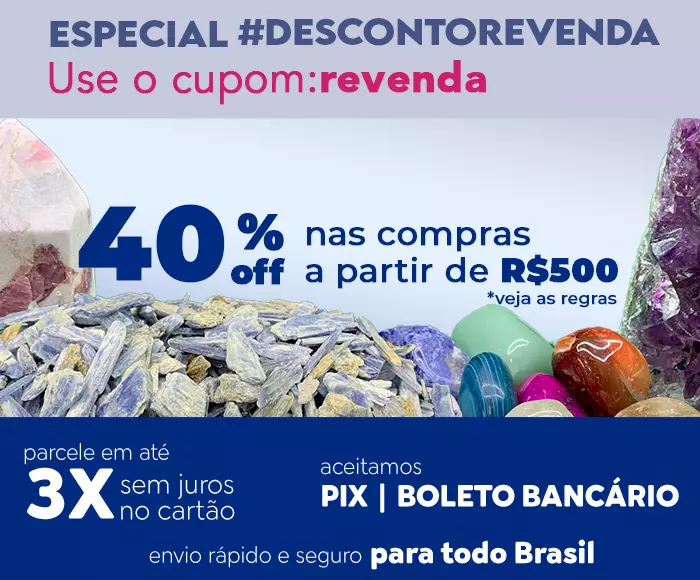 ESPECIAL #DESCONTOREVENDA
Use o cupom:revenda
40% off
nas compras
a partir de R$500
*veja as regras
parcele em até
3X sem juros
no cartão
aceitamos
PIX | BOLETO BANCÁRIO
envio rápido e seguro para todo Brasil